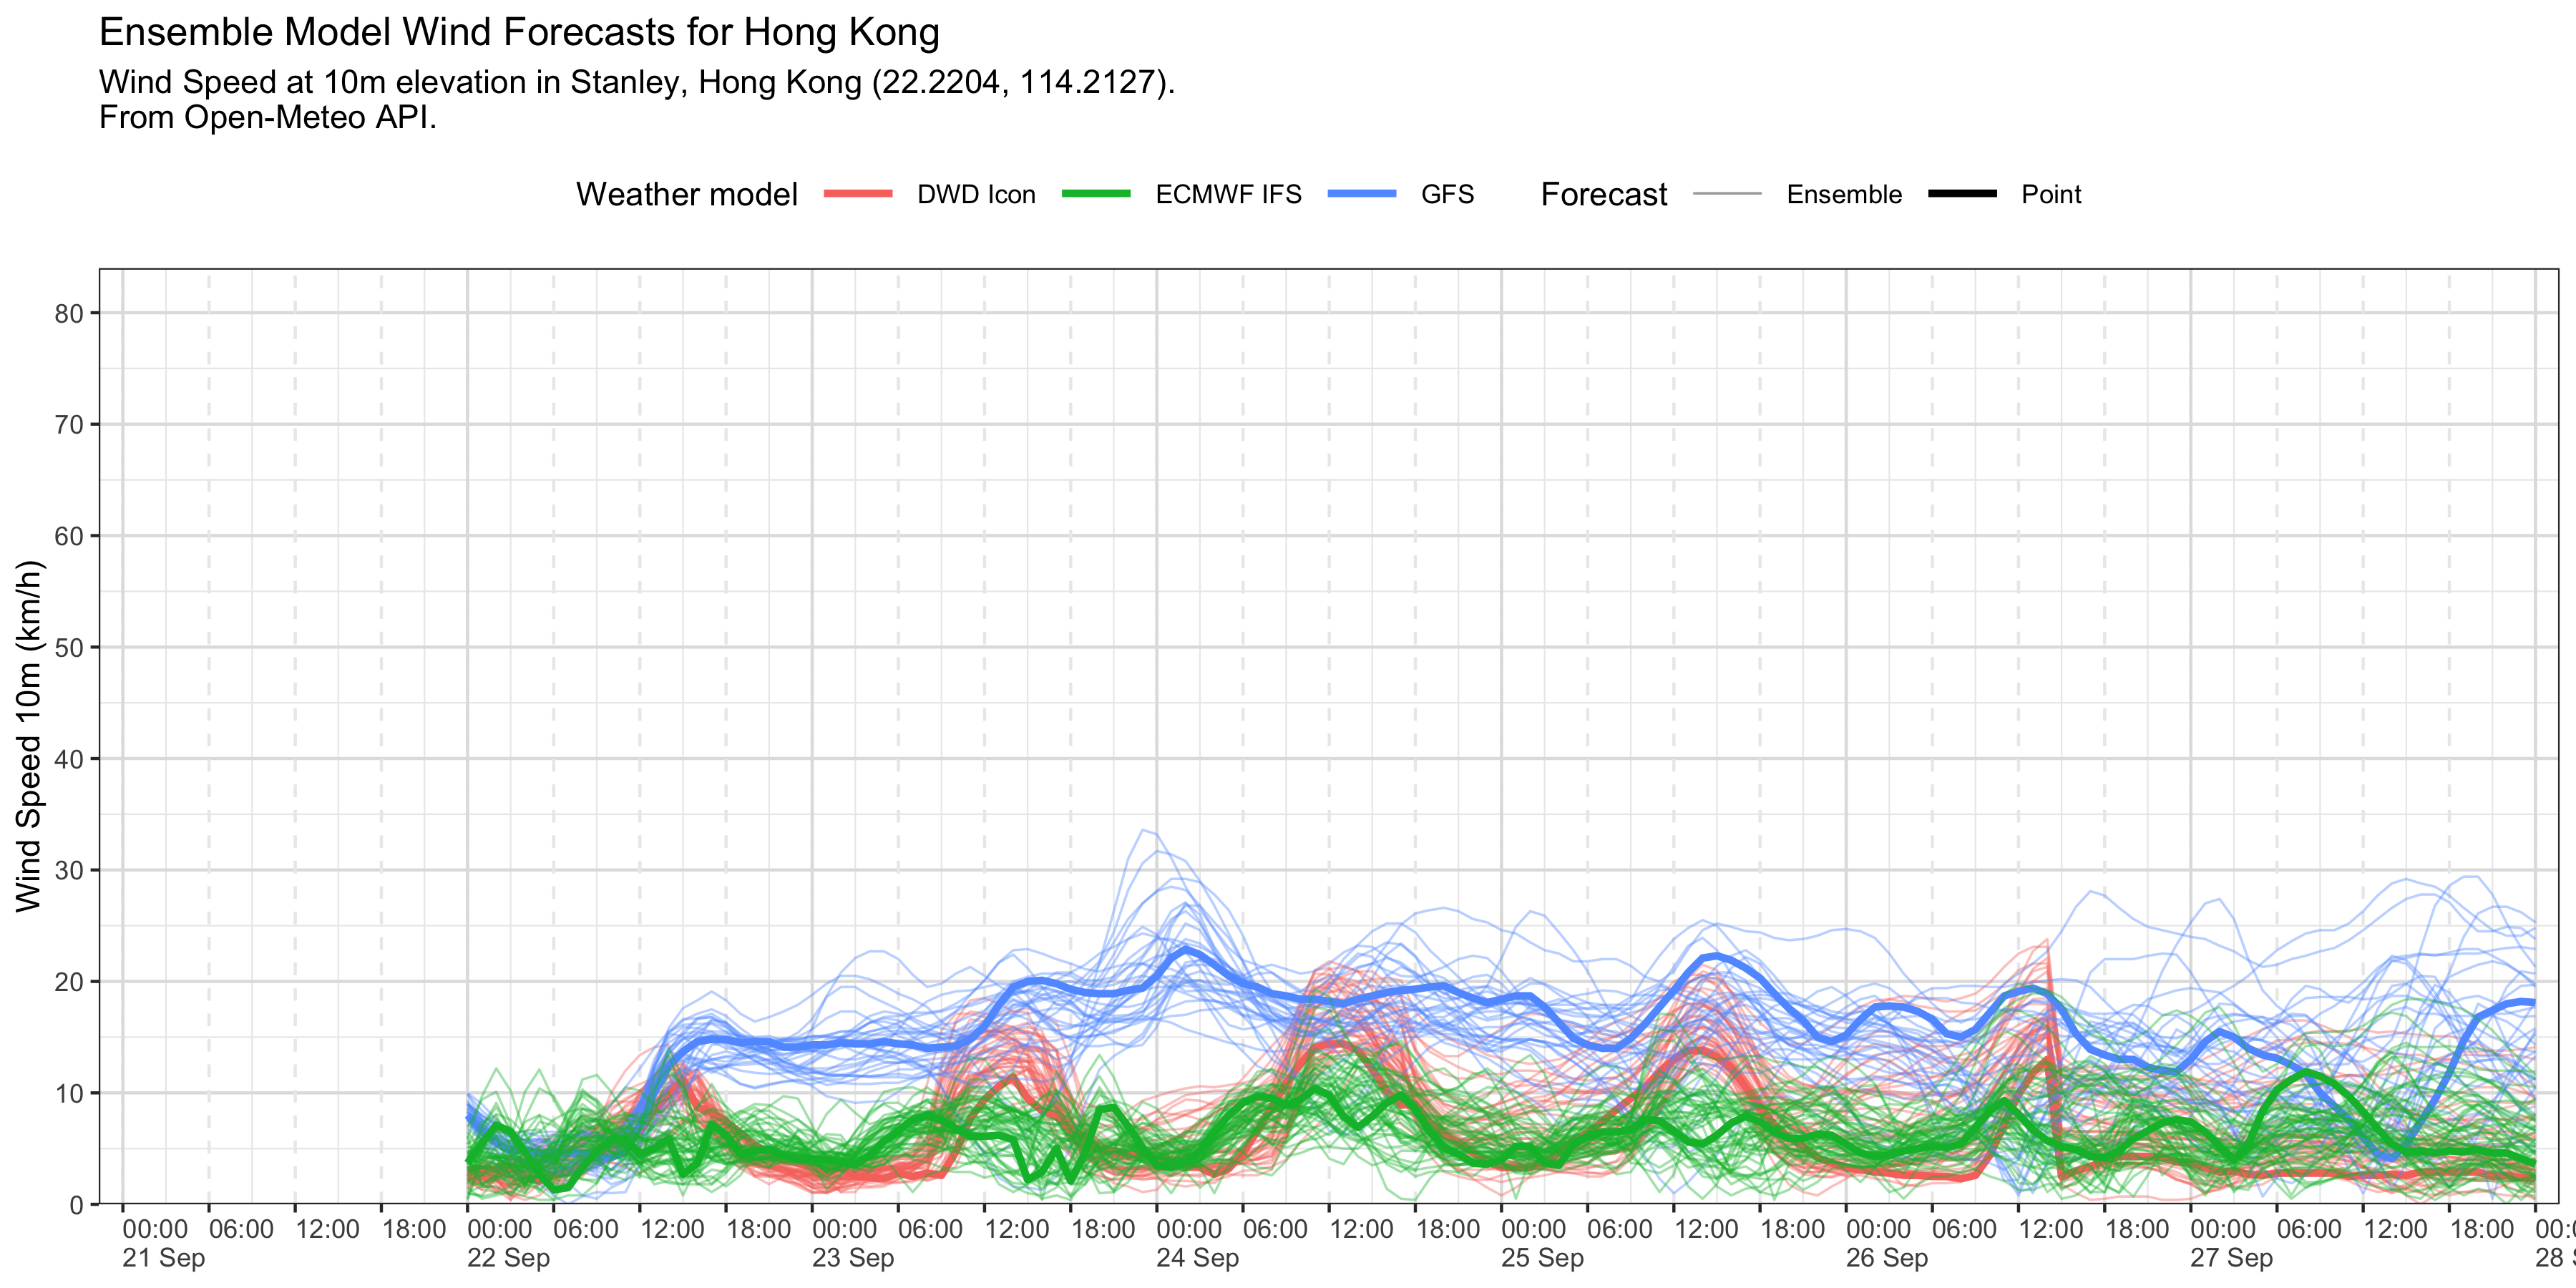 Ensemble Model Wind Forecasts for Hong Kong
Wind Speed at 10m elevation in Stanley, Hong Kong (22.2204, 114.2127).
From Open-Meteo API.
Weather model DWD Icon ECMWF IFS GFS Forecast Ensemble Point
Wind Speed 10m (km/h)
80
70
60
50
40
30
20
10
0
00:00 06:00 12:00 18:00 00:00 06:00 12:00 18:00 00:00 06:00 12:00 18:00 00:00 06:00 12:00 18:00 00:00 06:00 12:00 18:00 00:00 06:00 12:00 18:00 00:00 06:00 12:00 18:00
21 Sep 22 Sep 23 Sep 24 Sep 25 Sep 26 Sep 27 Sep 28